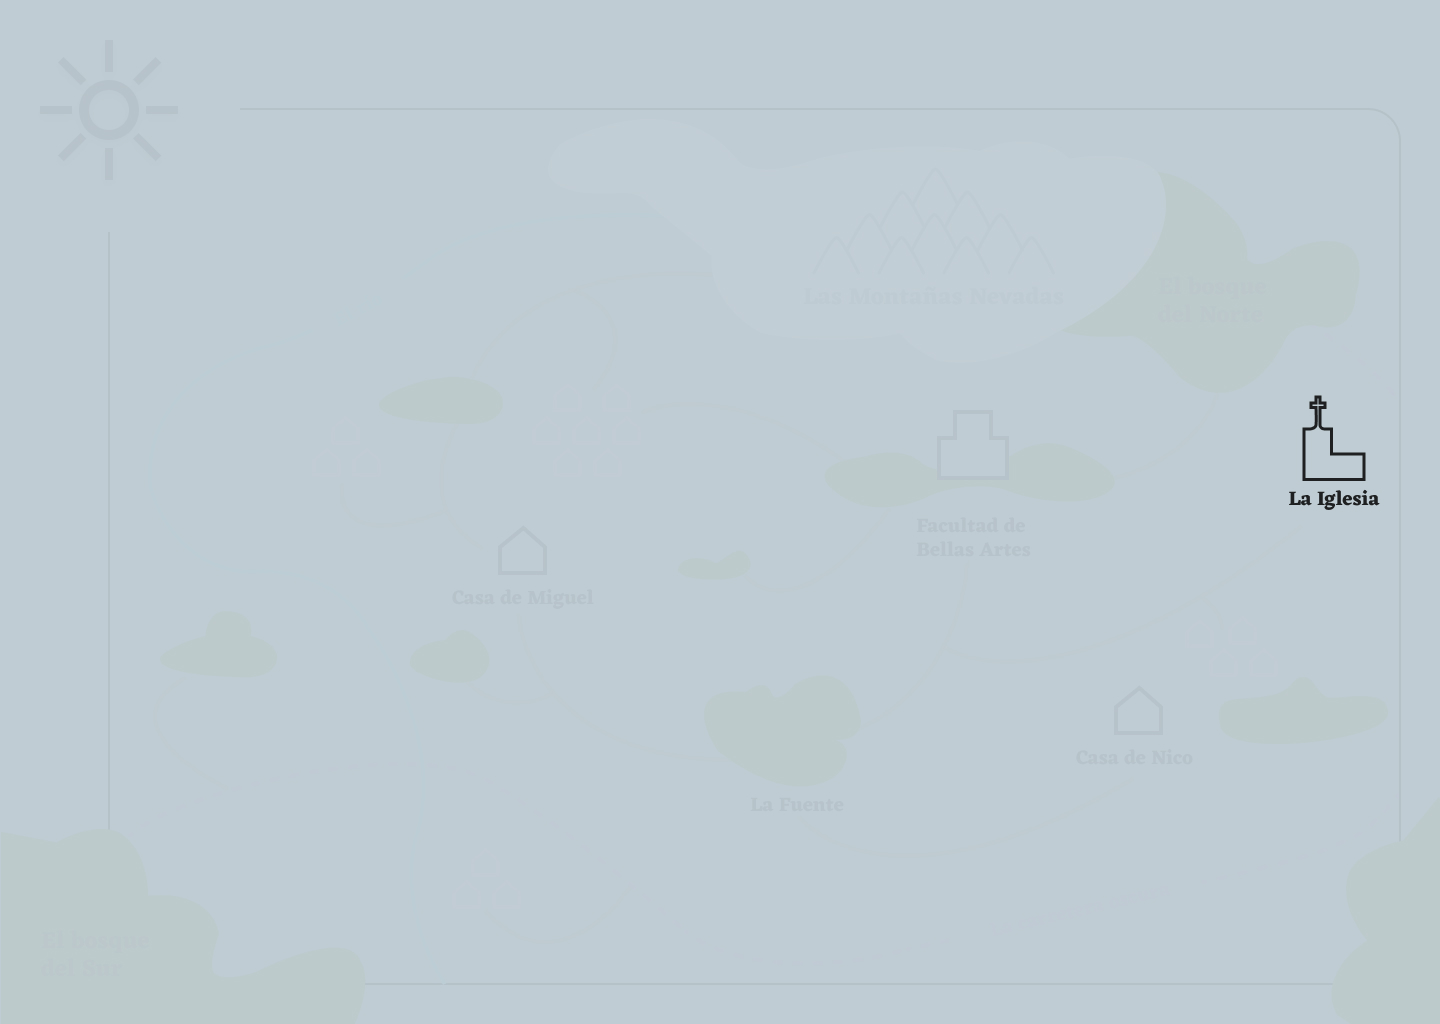 Las Montañas Nevadas
El bosque
del Norte
La Iglesia
Facultad de
Bellas Artes
Casa de Miguel
Casa de Nico
La Fuente
El bosque
del Sur